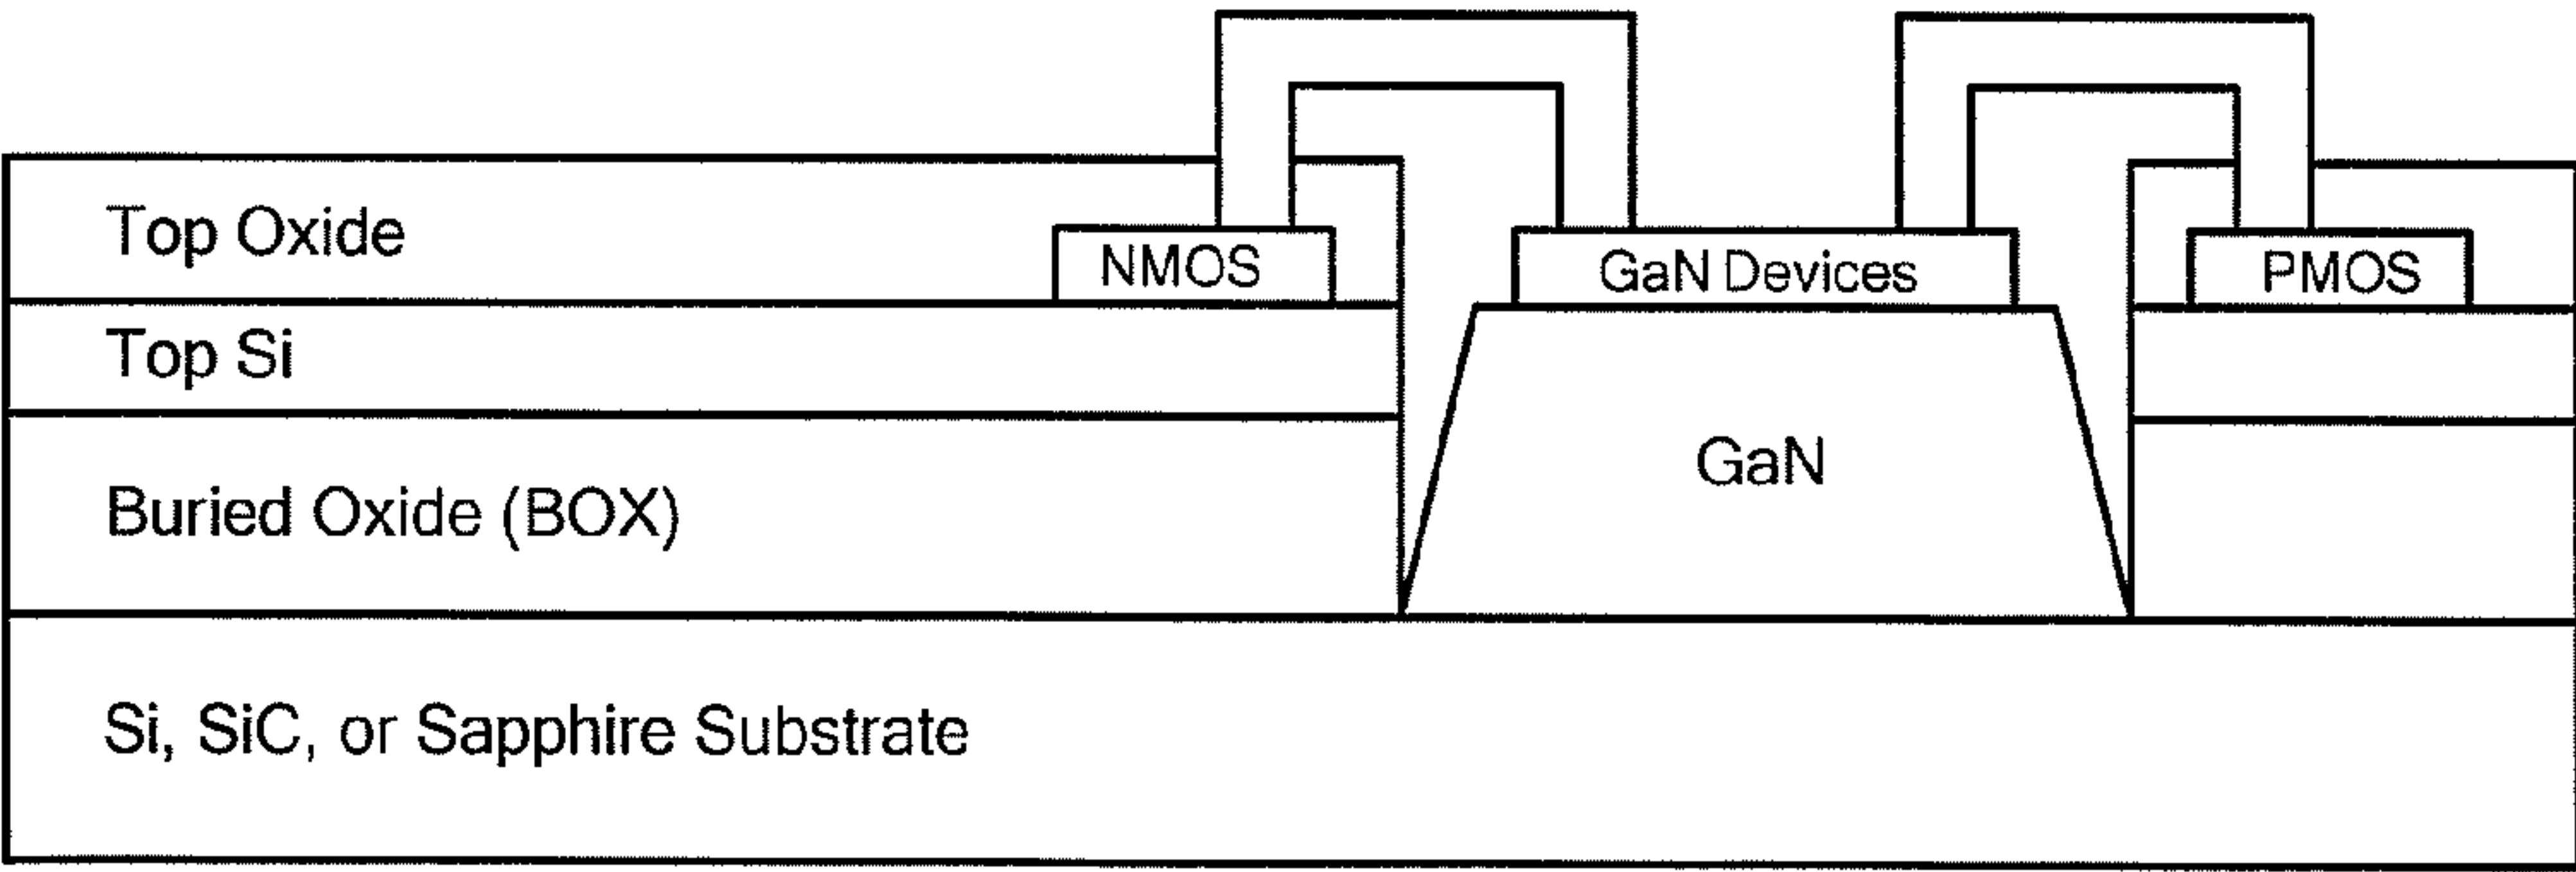 Top Oxide
NMOS
GaN Devices
PMOS
Top Si
GaN
Buried Oxide (BOX)
Si, SiC, or Sapphire Substrate